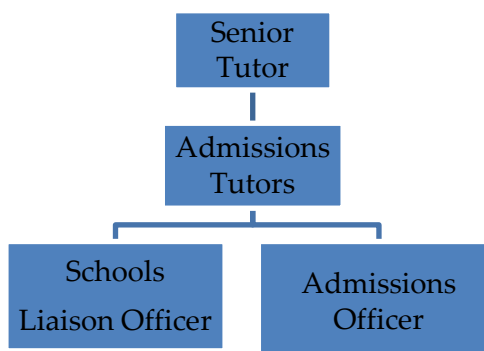 Senior
Tutor
Admissions
Tutors
Schools
Liaison Officer
Admissions
Officer